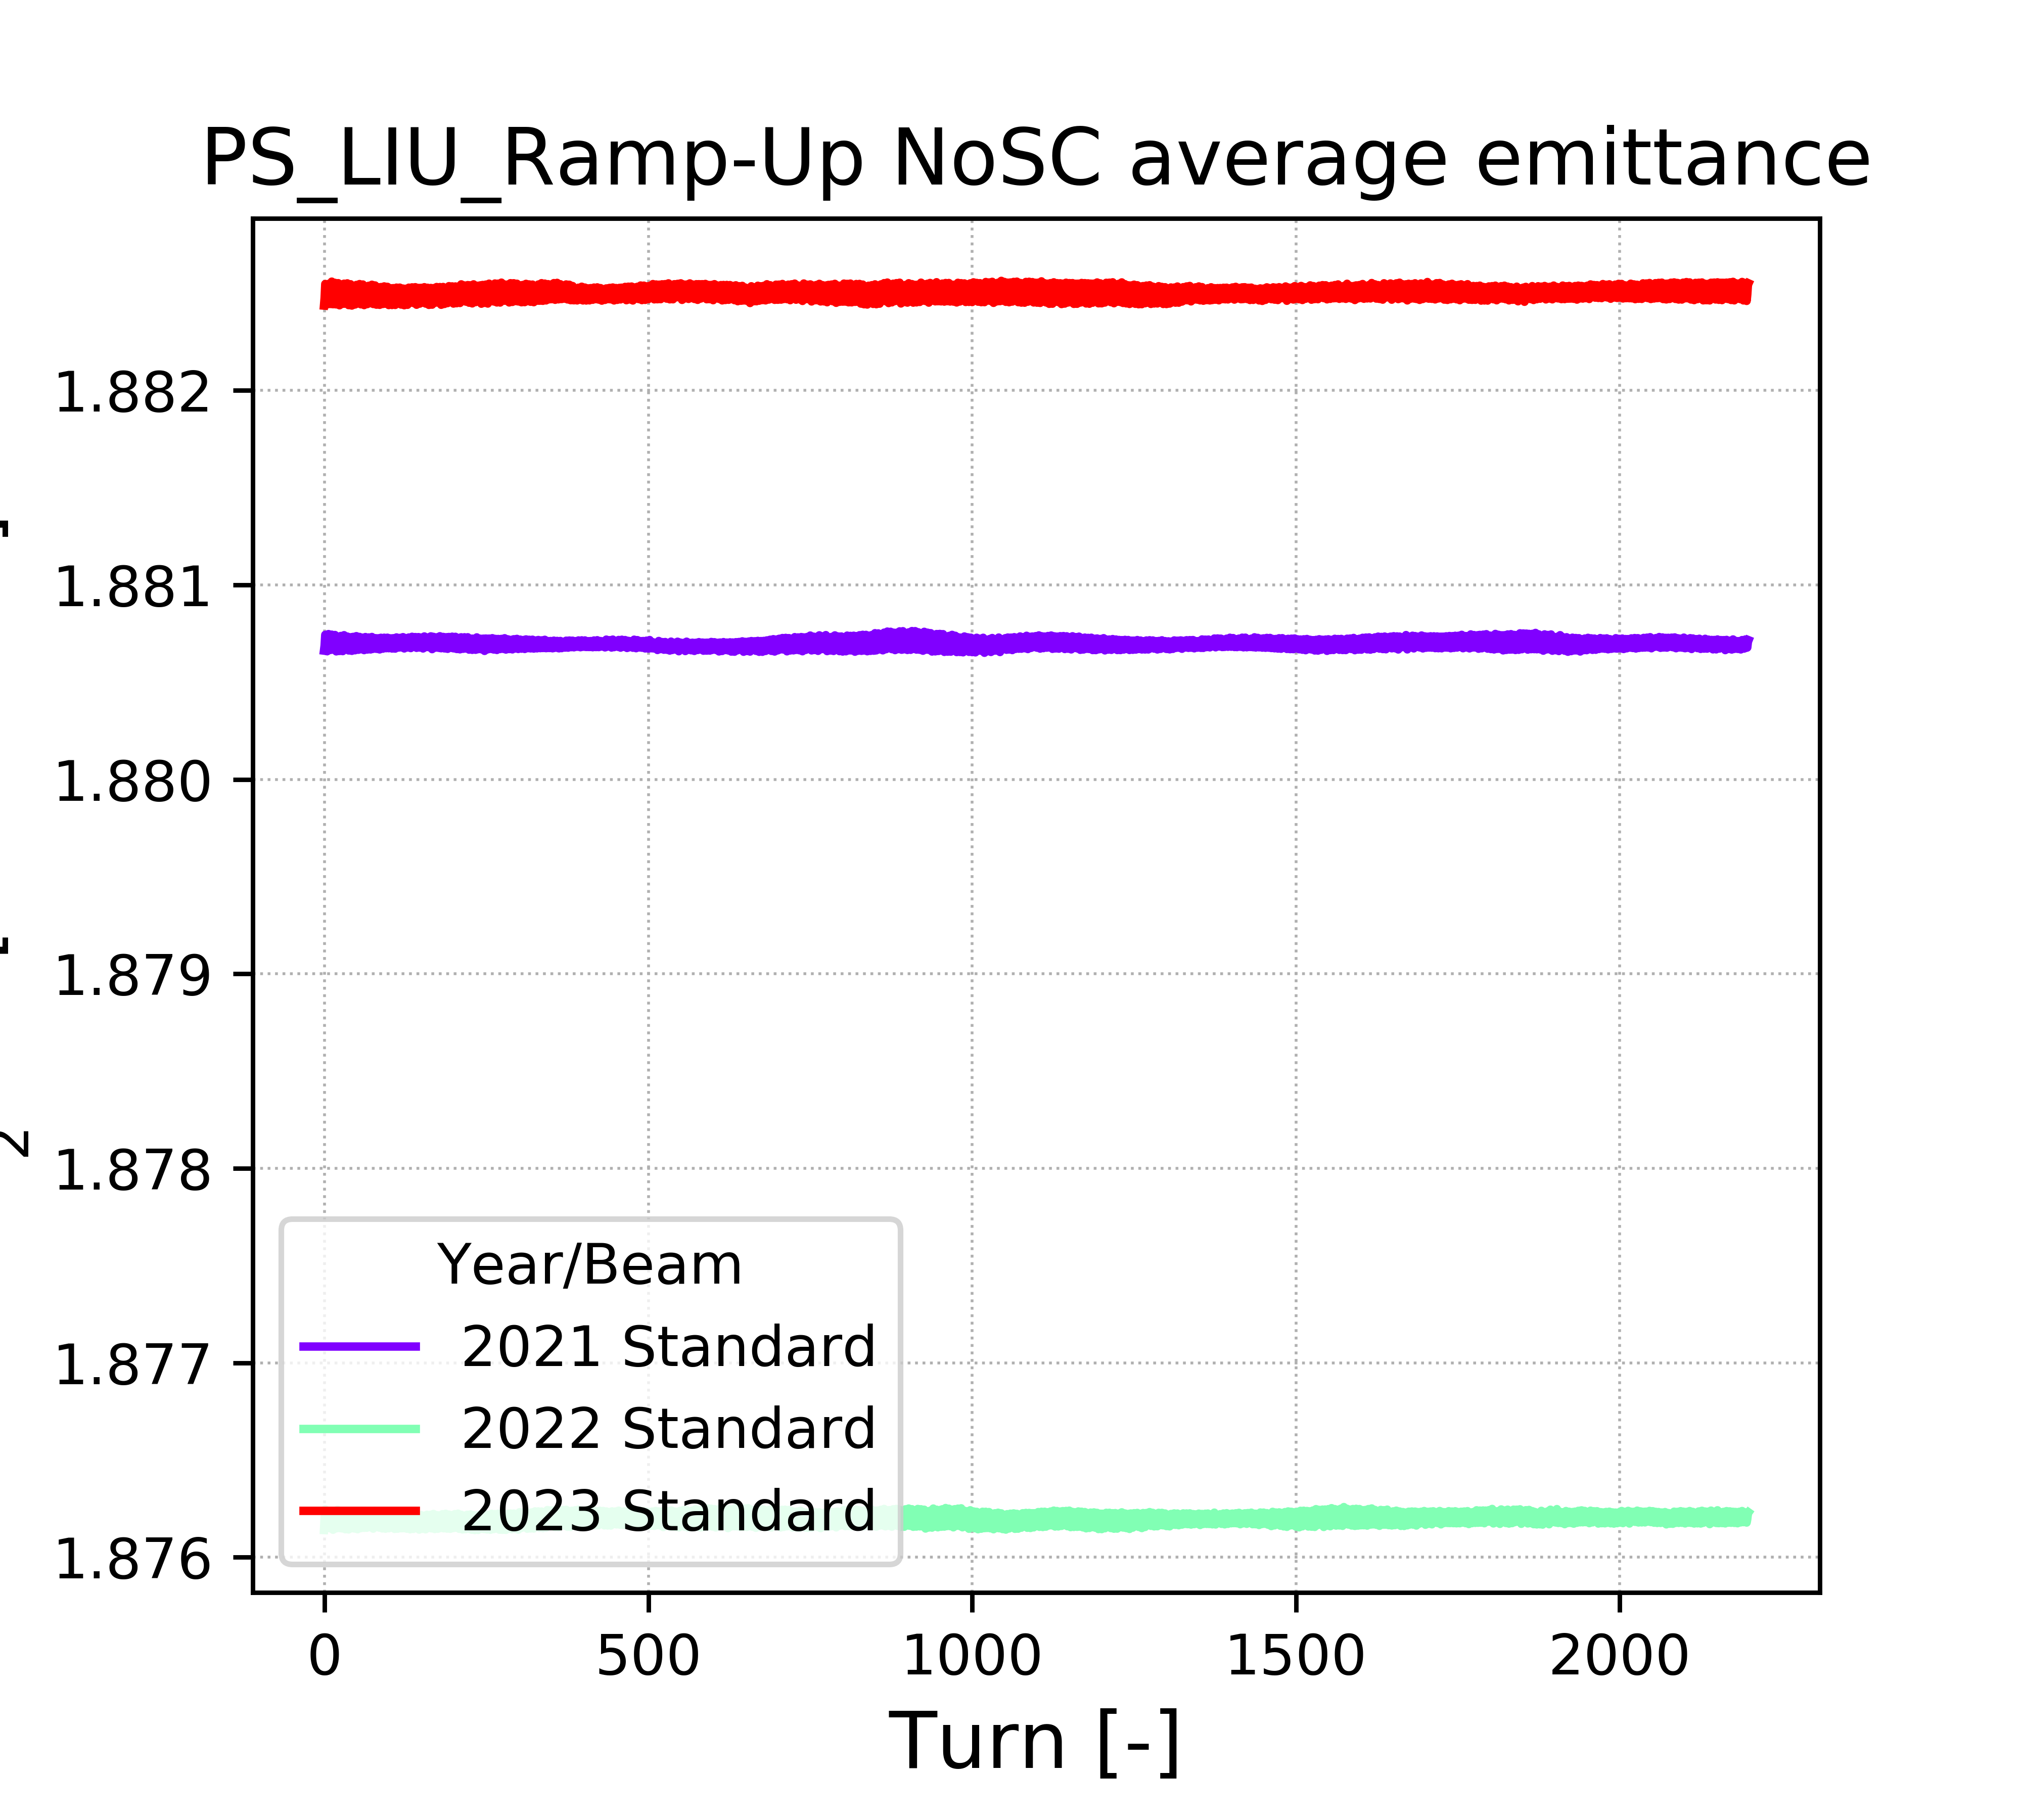 PS_LIU_Ramp-Up NoSC average emittance
1.882
1.881
1.880
1.879
1.878
1.877
1.876
Year/Beam
2021 Standard
2022 Standard
2023 Standard
0 500 1000 1500 2000
Turn [-]